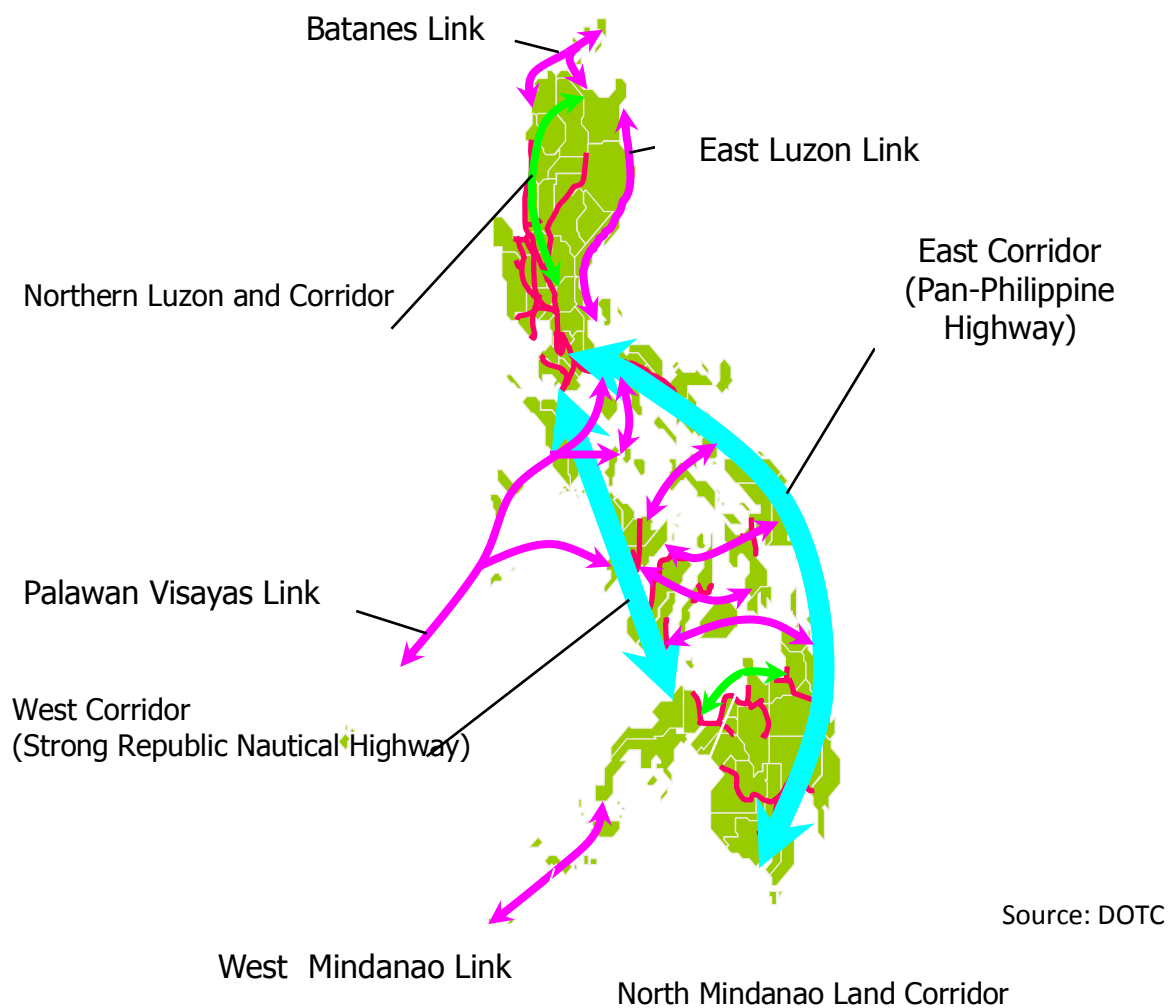 Batanes Link
East Luzon Link
East Corridor
(Pan-Philippine
Highway)
Northern Luzon and Corridor
Palawan Visayas Link
West Corridor
(Strong Republic Nautical Highway)
Source: DOTC
West Mindanao Link
North Mindanao Land Corridor